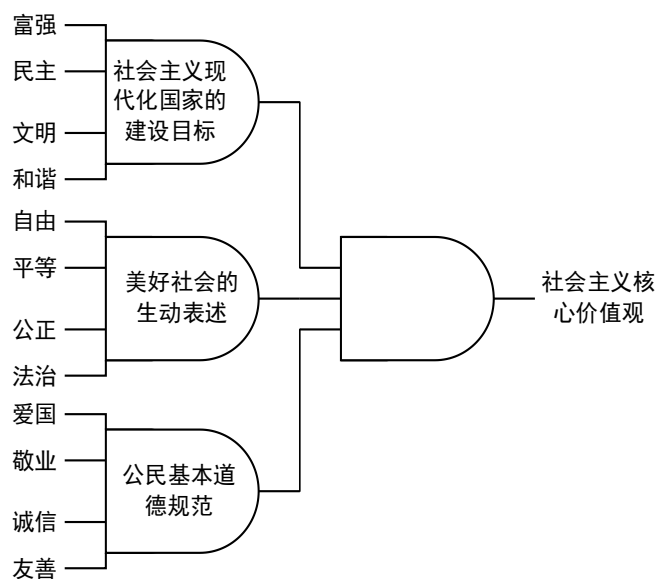 富强
民主
文明
和谐
社会主义现
代化国家的
建设目标
自由
平等
公正
法治
美好社会的
生动表述
爱国
敬业
诚信
友善
公民基本道
德规范
社会主义核
心价值观